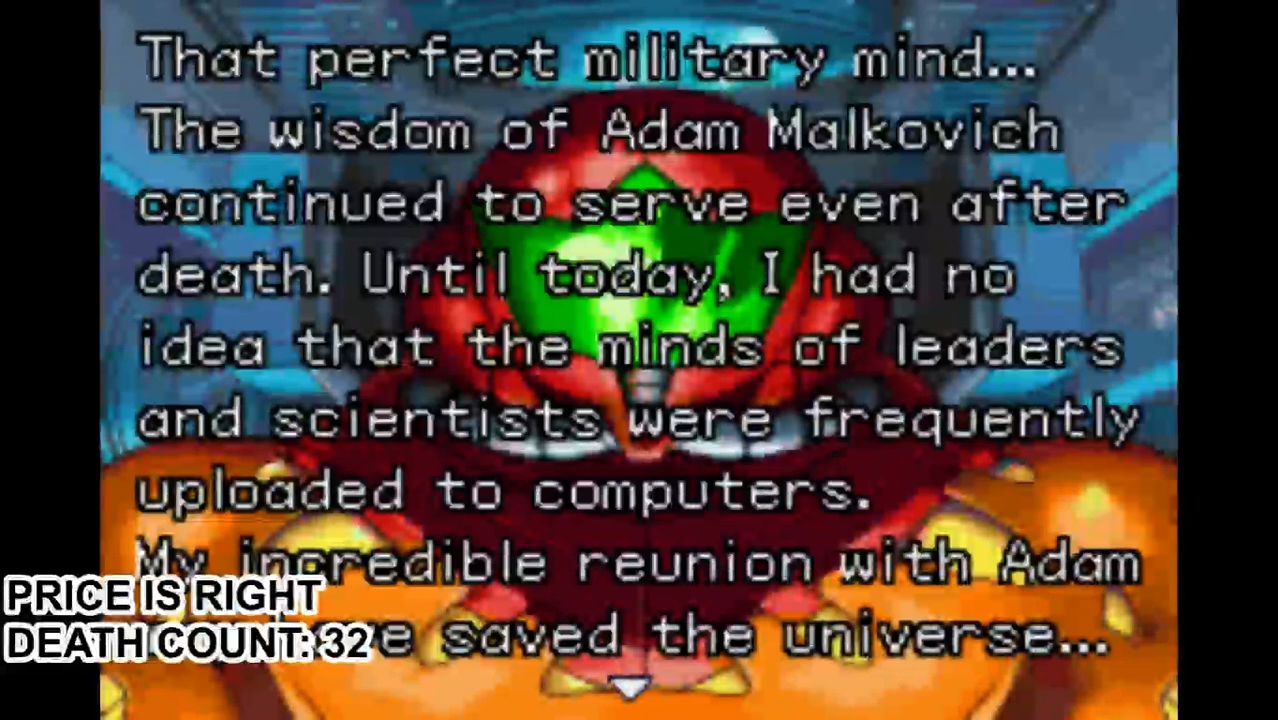 That perfect military mind...
The wisdom of Adam Malkovich
continued to serve even after
death. Until today, I had no
idea that the minds of leaders
and scientists were frequently
uploaded to computers.
My incredible reunion with Adam
saved the universe...
PRICE IS RIGHT
DEATH COUNT: 32